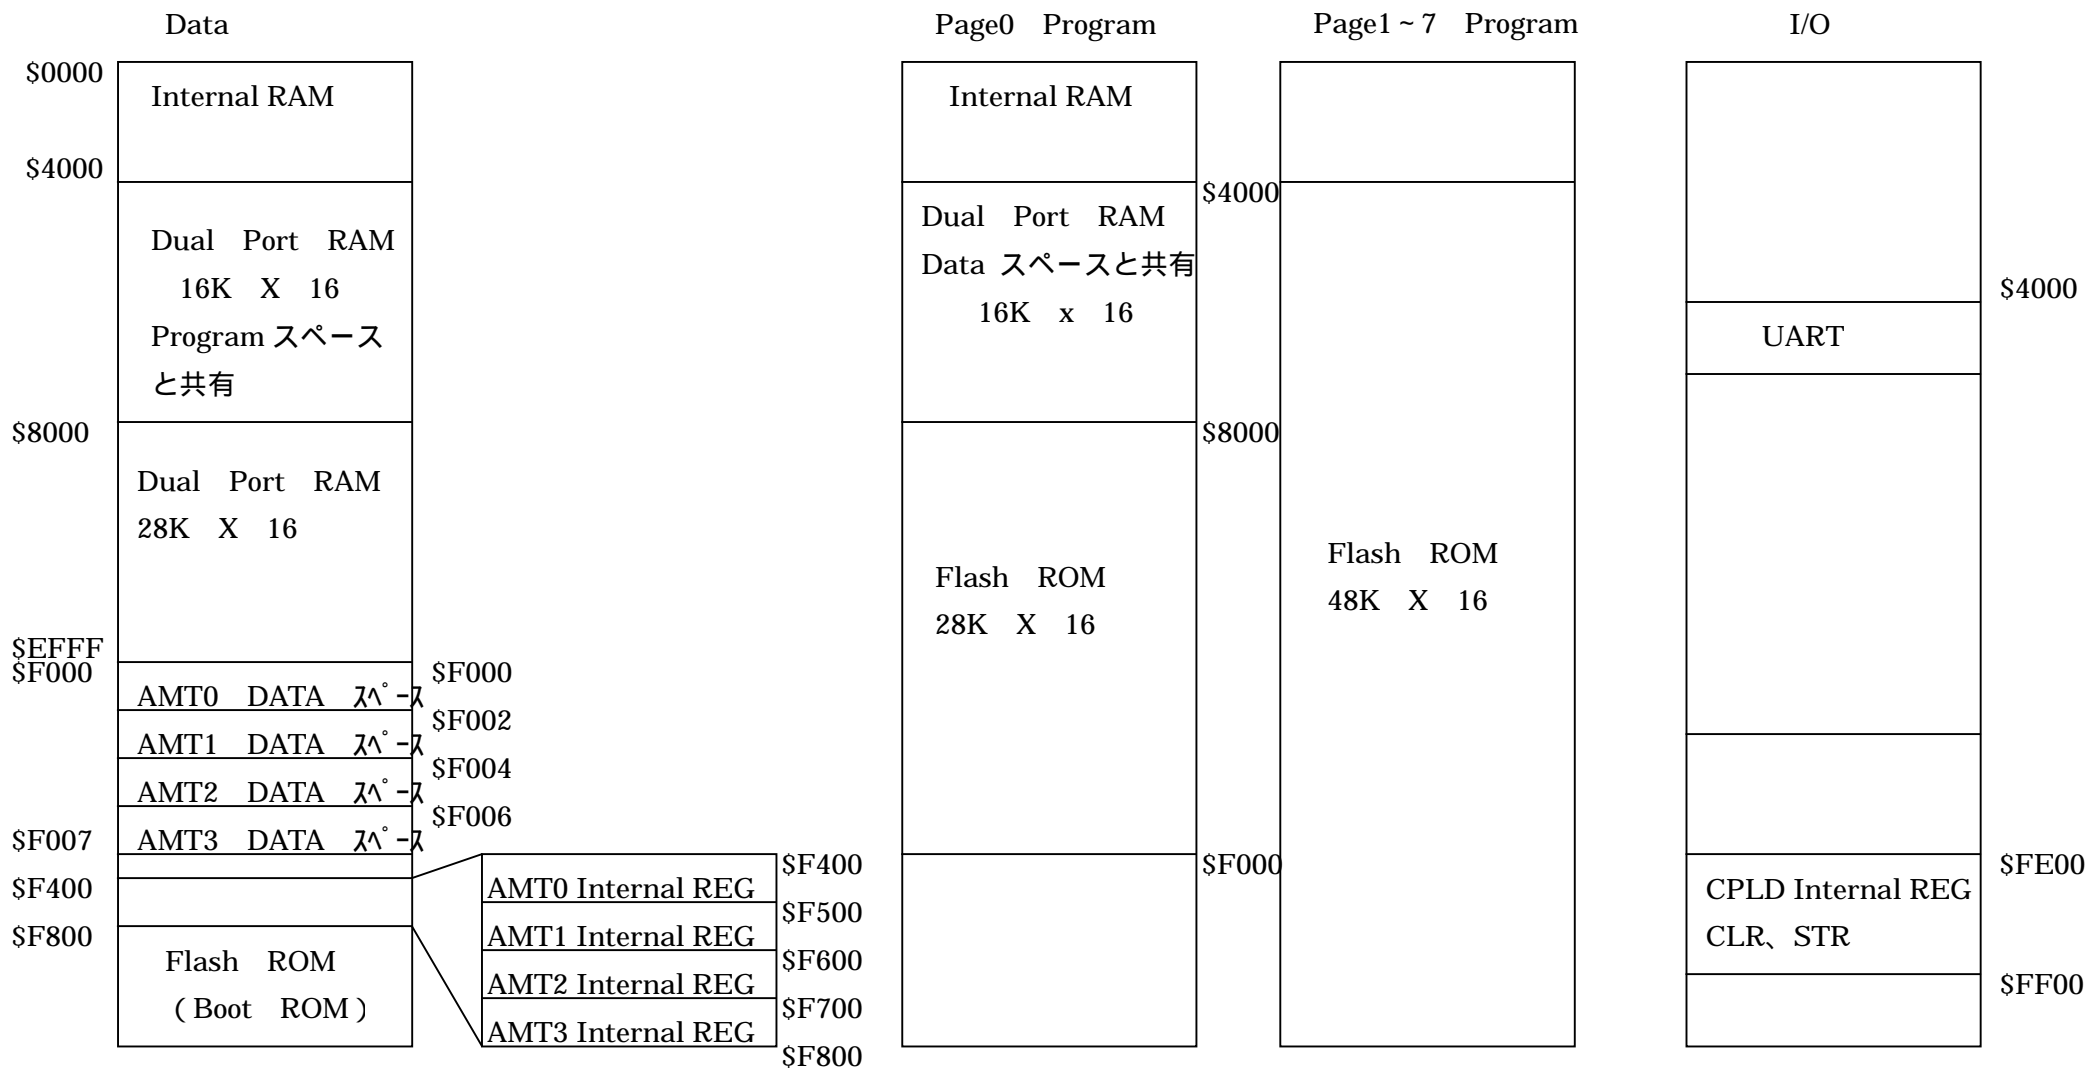 Data
$0000
Internal RAM
$4000
Dual Port RAM
16K X 16
Program スペース
と共有
$8000
Dual Port RAM
28K X 16
$EFFF
$F000
$F000
AMT0 DATA ｽﾍﾟｰｽ
$F002
AMT1 DATA ｽﾍﾟｰｽ
$F004
AMT2 DATA ｽﾍﾟｰｽ
$F006
$F007
AMT3 DATA ｽﾍﾟｰｽ
$F400
$F800
Flash ROM
(Boot ROM)
$F400
AMT0 Internal REG
$F500
AMT1 Internal REG
$F600
AMT2 Internal REG
$F700
AMT3 Internal REG
$F800
Page0 Program
Internal RAM
$4000
Dual Port RAM
Data スペースと共有
16K x 16
$8000
Flash ROM
28K X 16
$F000
Page1~7 Program
Flash ROM
48K X 16
I/O
$4000
UART
$FE00
CPLD Internal REG
CLR、STR
$FF00